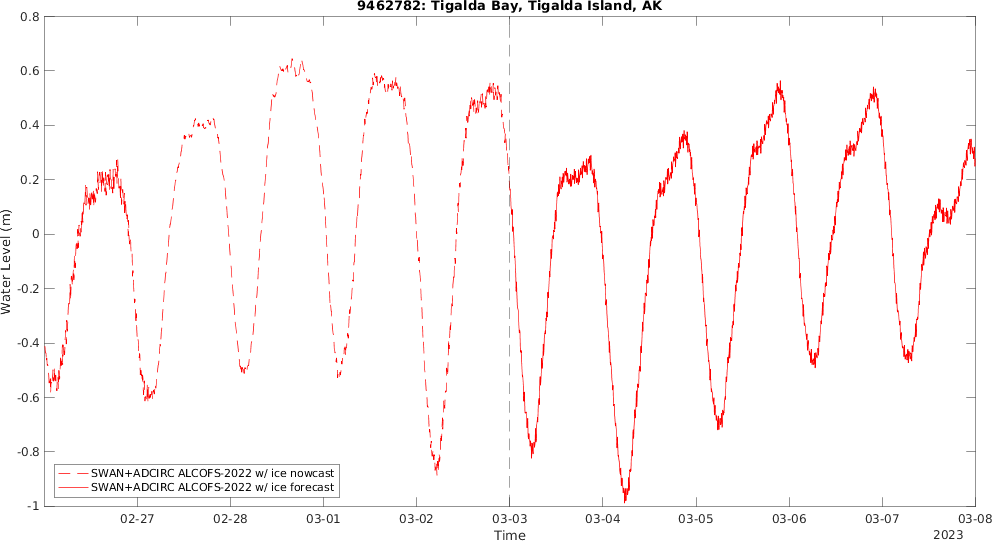 9462782: Tigalda Bay, Tigalda Island, AK
0.8
0.6
0.4
0.2
0
-0.2
-0.4
-0.6
-0.8
-1
Water Level (m)
SWAN+ADCIRC ALCOFS-2022 w/ ice nowcast
SWAN+ADCIRC ALCOFS-2022 w/ ice forecast
02-27 02-28 03-01 03-02 03-03 03-04 03-05 03-06 03-07 03-08
Time
2023